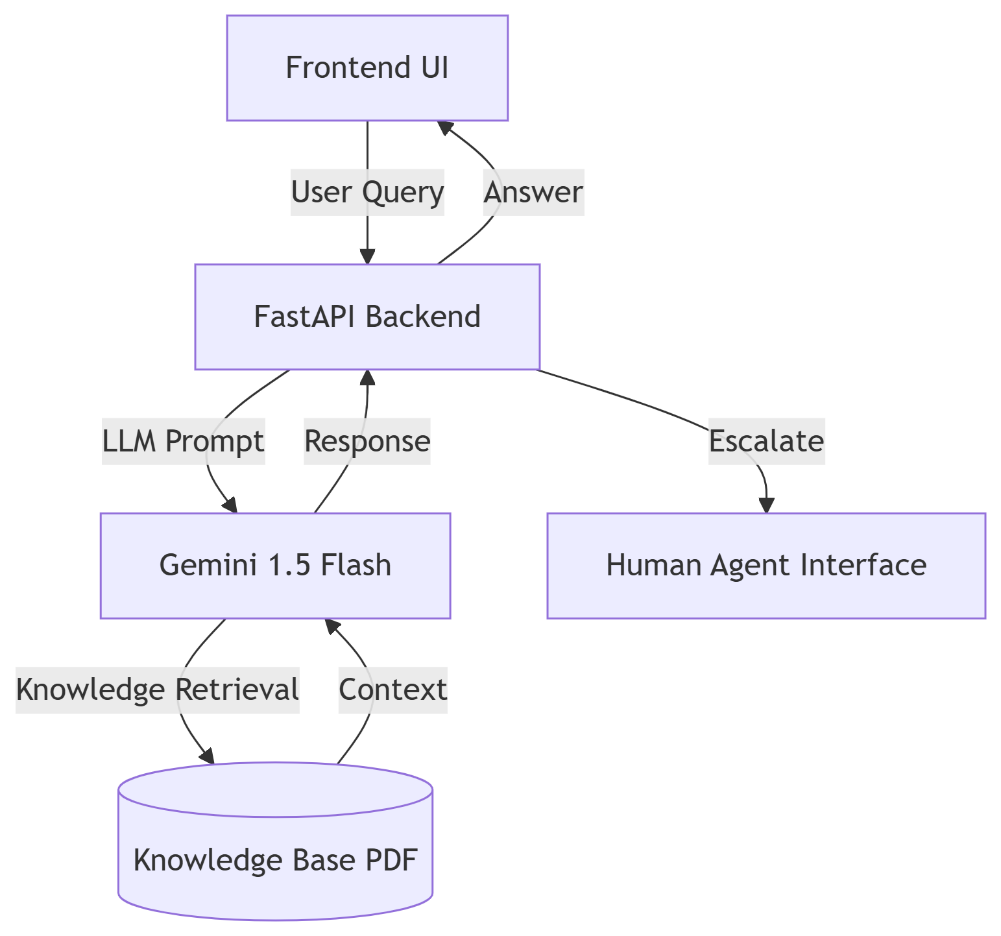 Frontend UI
User Query
Answer
FastAPI Backend
LLM Prompt
Response
Escalate
Gemini 1.5 Flash
Human Agent Interface
Knowledge Retrieval
Context
Knowledge Base PDF